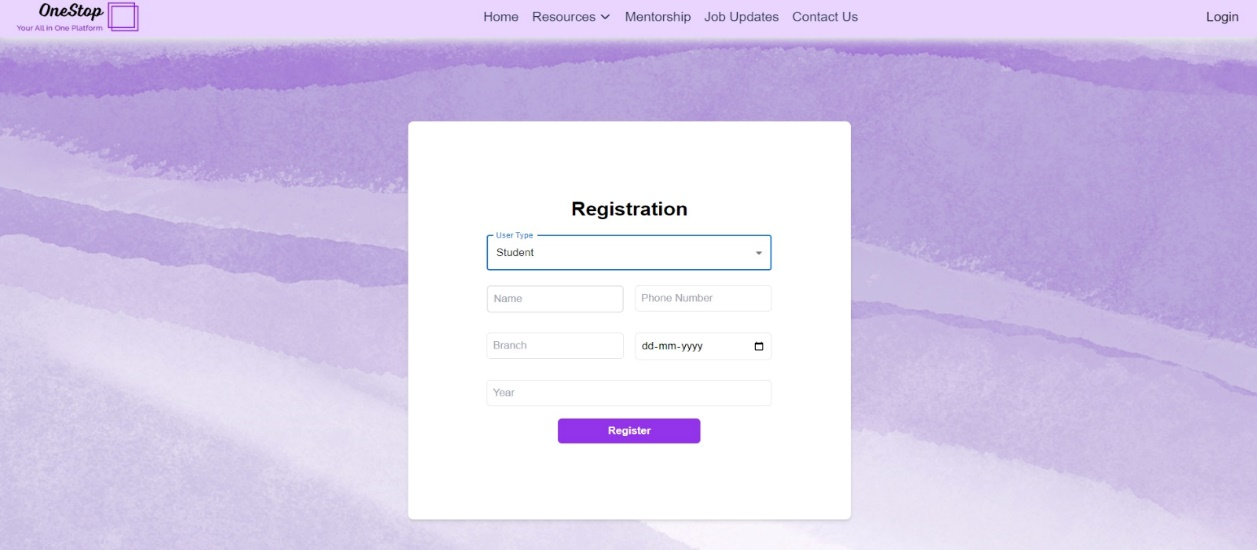 OneStop
Your All in One Platform
Home Resources Mentorship Job Updates Contact Us Login
Registration
User Type
Student
Name Phone Number
Branch dd-mm-yyyy
Year
Register